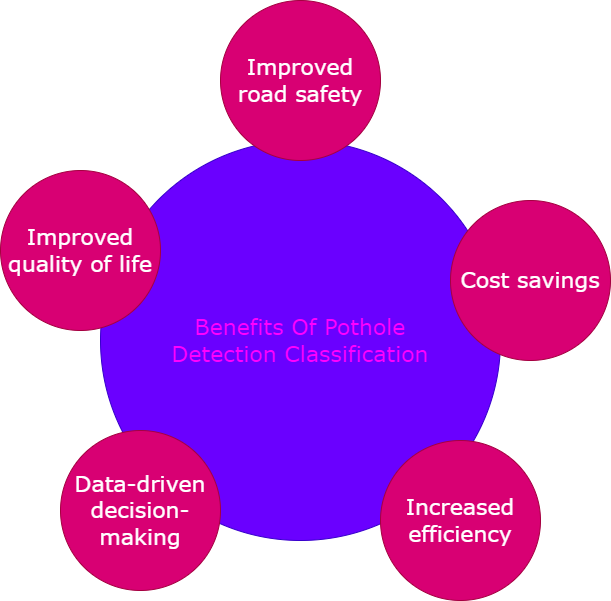 Improved
road safety
Improved
quality of life
Cost savings
Benefits Of Pothole
Detection Classification
Data-driven
decision-
making
Increased
efficiency